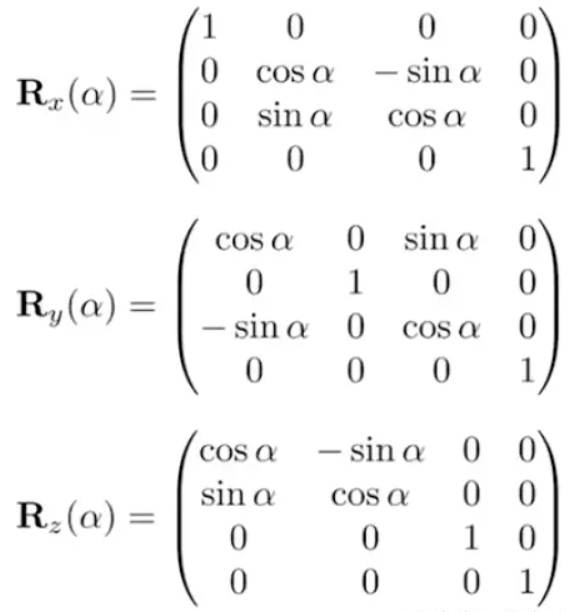 1 0 0 0
0 cos α − sin α 0
R_x(α) =
0 sin α cos α 0
0 0 0 1
cos α 0 sin α 0
0 1 0 0
R_y(α) =
− sin α 0 cos α 0
0 0 0 1
cos α − sin α 0 0
sin α cos α 0 0
R_z(α) =
0 0 1 0
0 0 0 1